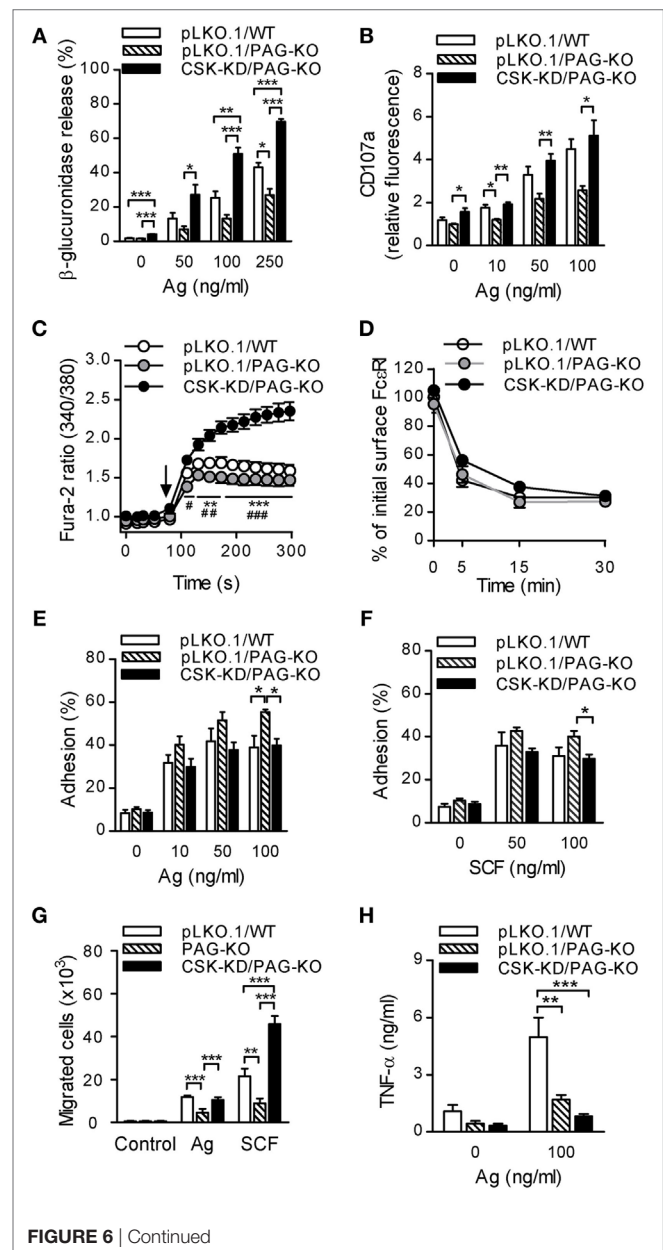 A
pLKO.1/WT
pLKO.1/PAG-KO
CSK-KD/PAG-KO
β-glucuronidase release (%)
100
80
60
40
20
0
***
***
*
**
***
***
*
***
0 50 100 250
Ag (ng/ml)
B
pLKO.1/WT
pLKO.1/PAG-KO
CSK-KD/PAG-KO
CD107a
(relative fluorescence)
8
6
4
2
0
*
*
**
**
*
0 10 50 100
Ag (ng/ml)
C
pLKO.1/WT
pLKO.1/PAG-KO
CSK-KD/PAG-KO
Fura-2 ratio (340/380)
3.0
2.5
2.0
1.5
1.0
#
**
##
***
###
0 100 200 300
Time (s)
D
pLKO.1/WT
pLKO.1/PAG-KO
CSK-KD/PAG-KO
% of initial surface FcεRI
120
100
80
60
40
20
0
0 5 15 30
Time (min)
E
pLKO.1/WT
pLKO.1/PAG-KO
CSK-KD/PAG-KO
Adhesion (%)
80
60
40
20
0
* *
0 10 50 100
Ag (ng/ml)
F
pLKO.1/WT
pLKO.1/PAG-KO
CSK-KD/PAG-KO
Adhesion (%)
80
60
40
20
0
*
0 50 100
SCF (ng/ml)
G
pLKO.1/WT
PAG-KO
CSK-KD/PAG-KO
Migrated cells (x10³)
80
60
40
20
0
***
***
***
**
***
Control Ag SCF
H
pLKO.1/WT
pLKO.1/PAG-KO
CSK-KD/PAG-KO
TNF-α (ng/ml)
9
6
3
0
***
**
0 100
Ag (ng/ml)
FIGURE 6 | Continued